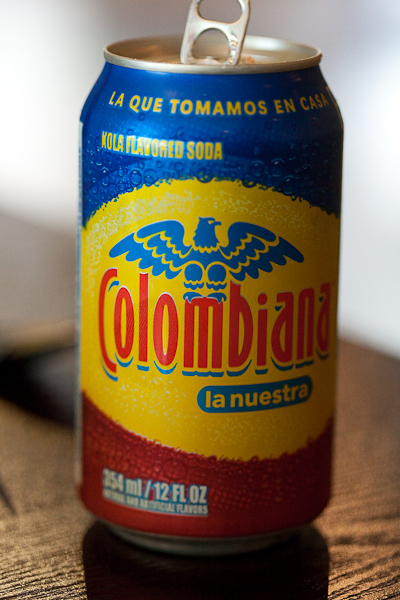 LA QUE TOMAMOS EN CASA
KOLA FLAVORED SODA
Colombiana
la nuestra
354 ml / 12 FL OZ
NATURAL AND ARTIFICIAL FLAVORS